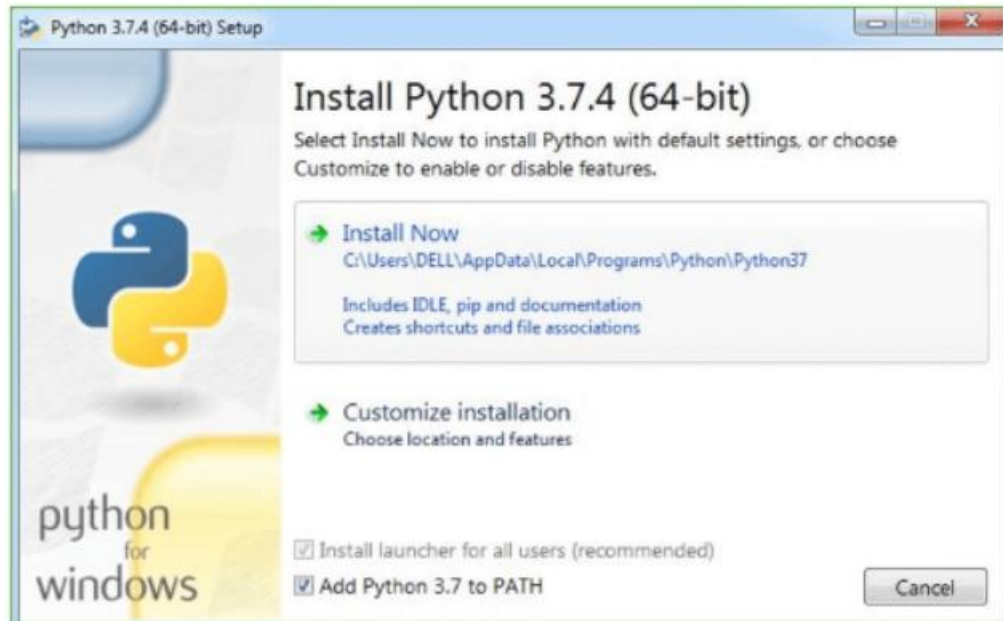 Python 3.7.4 (64-bit) Setup
Install Python 3.7.4 (64-bit)
Select Install Now to install Python with default settings, or choose
Customize to enable or disable features.
Install Now
C:\Users\DELL\AppData\Local\Programs\Python\Python37
Includes IDLE, pip and documentation
Creates shortcuts and file associations
Customize installation
Choose location and features
python
for
windows
Install launcher for all users (recommended)
Add Python 3.7 to PATH
Cancel